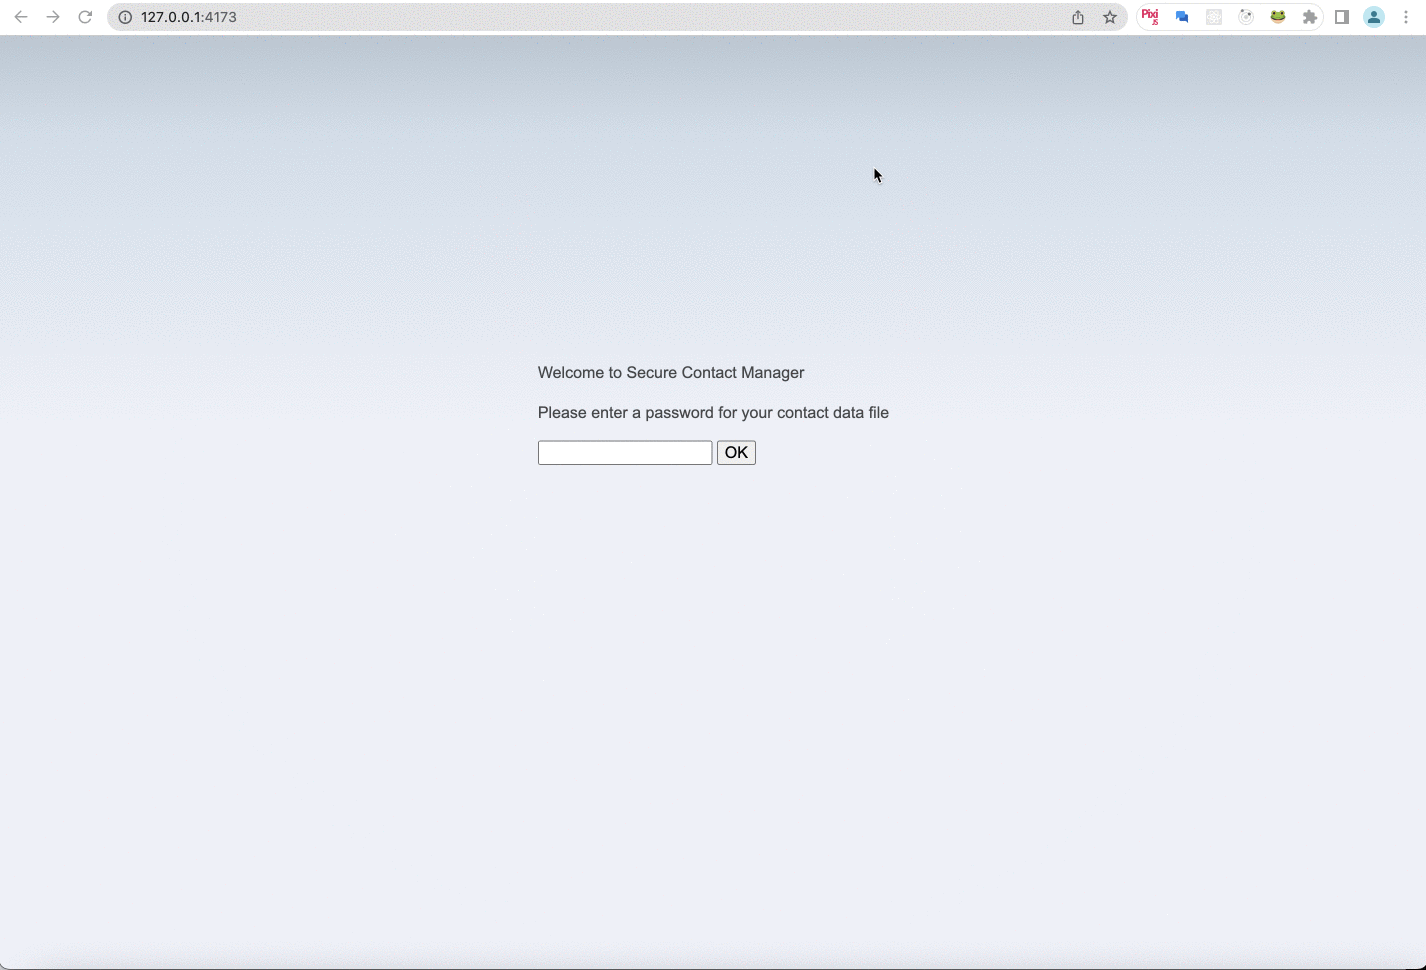 127.0.0.1:4173
Pixi
JS
Welcome to Secure Contact Manager
Please enter a password for your contact data file
OK